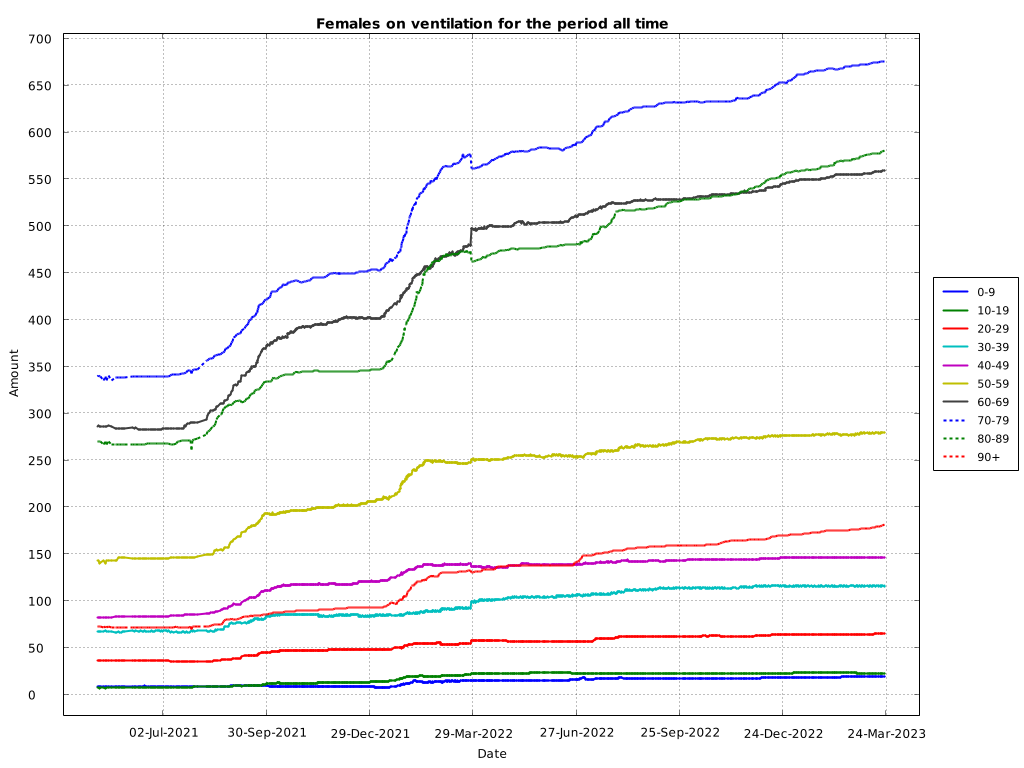 Females on ventilation for the period all time
700
650
600
550
500
450
400
350
300
250
200
150
100
50
0
Amount
02-Jul-2021
30-Sep-2021
29-Dec-2021
29-Mar-2022
27-Jun-2022
25-Sep-2022
24-Dec-2022
24-Mar-2023
Date
0-9
10-19
20-29
30-39
40-49
50-59
60-69
70-79
80-89
90+